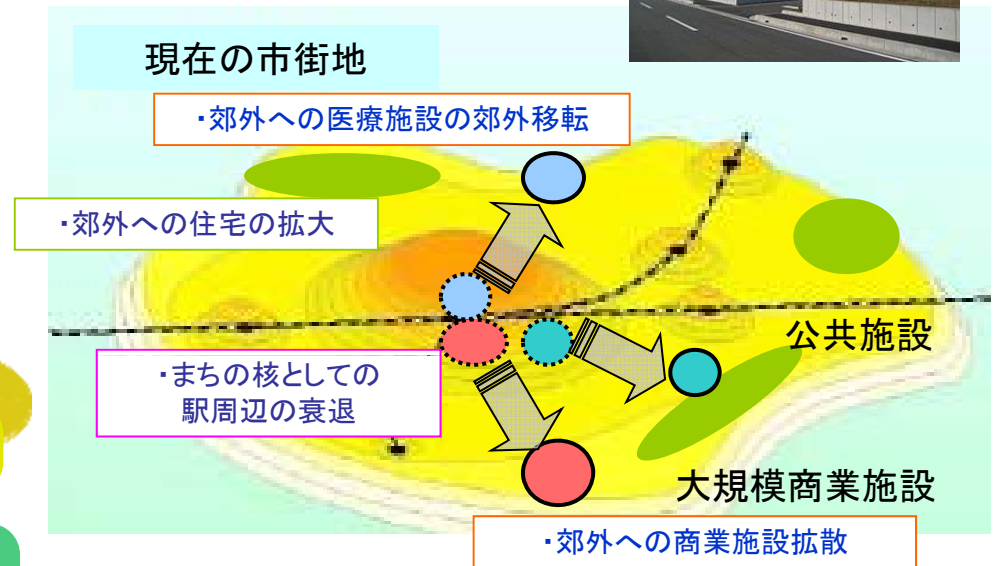 現在の市街地
・郊外への医療施設の郊外移転
・郊外への住宅の拡大
公共施設
・まちの核としての
駅周辺の衰退
大規模商業施設
・郊外への商業施設拡散